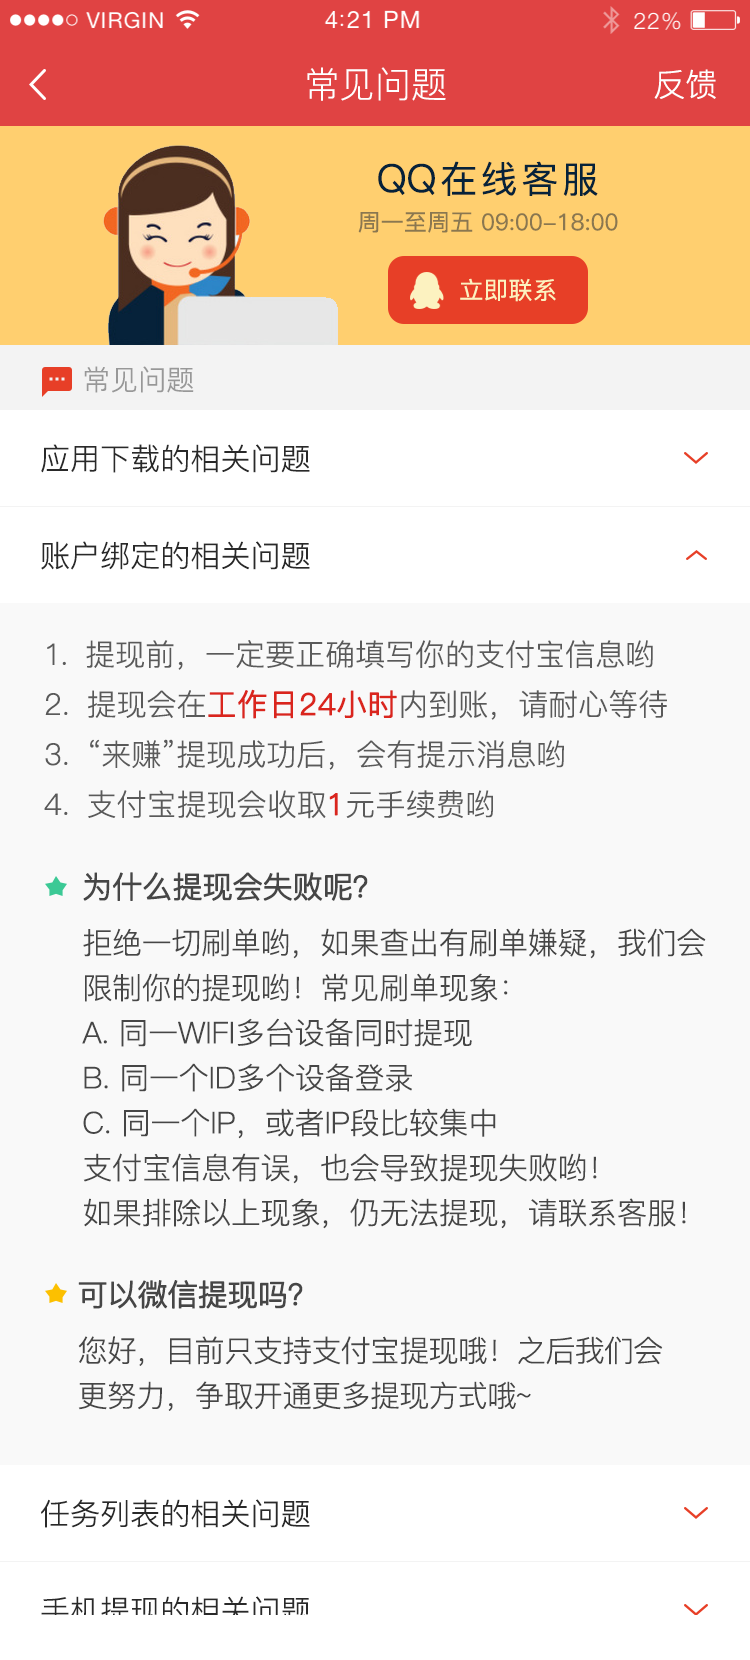 VIRGIN
4:21 PM
22%
常见问题
反馈
QQ在线客服
周一至周五 09:00-18:00
立即联系
常见问题
应用下载的相关问题
账户绑定的相关问题
1. 提现前，一定要正确填写你的支付宝信息哟
2. 提现会在工作日24小时内到账，请耐心等待
3. “来赚”提现成功后，会有提示消息哟
4. 支付宝提现会收取1元手续费哟
为什么提现会失败呢?
拒绝一切刷单哟，如果查出有刷单嫌疑，我们会
限制你的提现哟！常见刷单现象：
A. 同一WIFI多台设备同时提现
B. 同一个ID多个设备登录
C. 同一个IP，或者IP段比较集中
支付宝信息有误，也会导致提现失败哟！
如果排除以上现象，仍无法提现，请联系客服！
可以微信提现吗?
您好，目前只支持支付宝提现哦！之后我们会
更努力，争取开通更多提现方式哦~
任务列表的相关问题
手机提现的相关问题